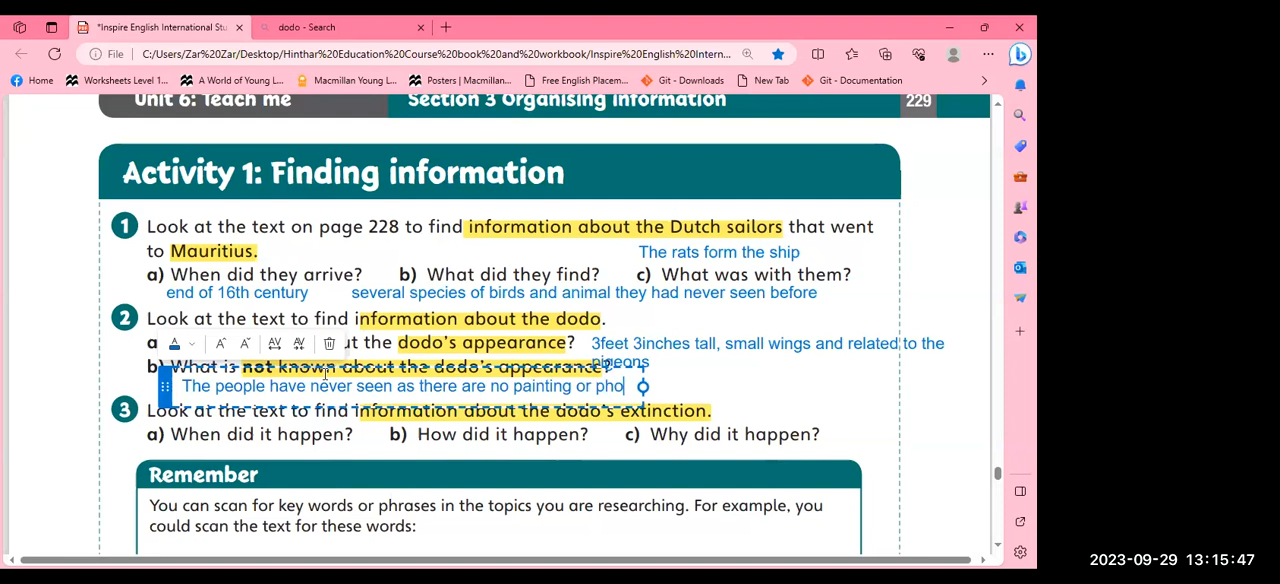 *Inspire English International Stu
dodo - Search
File
C:/Users/Zar%20Zar/Desktop/Hinthar%20Education%20Course%20book%20and%20workbook/Inspire%20English%20Intern...
Home
Worksheets Level 1...
A World of Young L...
Macmillan Young L...
Posters | Macmillan...
Free English Placem...
Git - Downloads
New Tab
Git - Documentation
Unit 6: Teach me
Section 3 Organising information
229
Activity 1: Finding information
1 Look at the text on page 228 to find information about the Dutch sailors that went
to Mauritius.
The rats form the ship
a) When did they arrive? b) What did they find? c) What was with them?
end of 16th century several species of birds and animal they had never seen before
2 Look at the text to find information about the dodo.
a ut the dodo's appearance? 3feet 3inches tall, small wings and related to the
pigeons
b) What is not known about the dodo's appearance?
The people have never seen as there are no painting or pho
3 Look at the text to find information about the dodo's extinction.
a) When did it happen? b) How did it happen? c) Why did it happen?
Remember
You can scan for key words or phrases in the topics you are researching. For example, you
could scan the text for these words:
2023-09-29 13:15:47